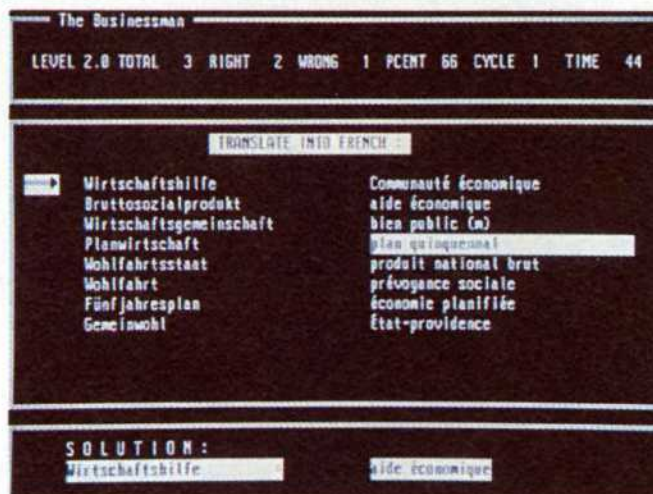 The Businessman
LEVEL 2.0 TOTAL 3 RIGHT 2 WRONG 1 PCENT 66 CYCLE 1 TIME 44
TRANSLATE INTO FRENCH :
Wirtschaftshilfe Communauté économique
Bruttosozialprodukt aide économique
Wirtschaftsgemeinschaft bien public (m)
Planwirtschaft plan quinquennal
Wohlfahrtsstaat produit national brut
Wohlfahrt prévoyance sociale
Fünfjahresplan économie planifiée
Gemeinwohl État-providence
SOLUTION:
Wirtschaftshilfe aide économique